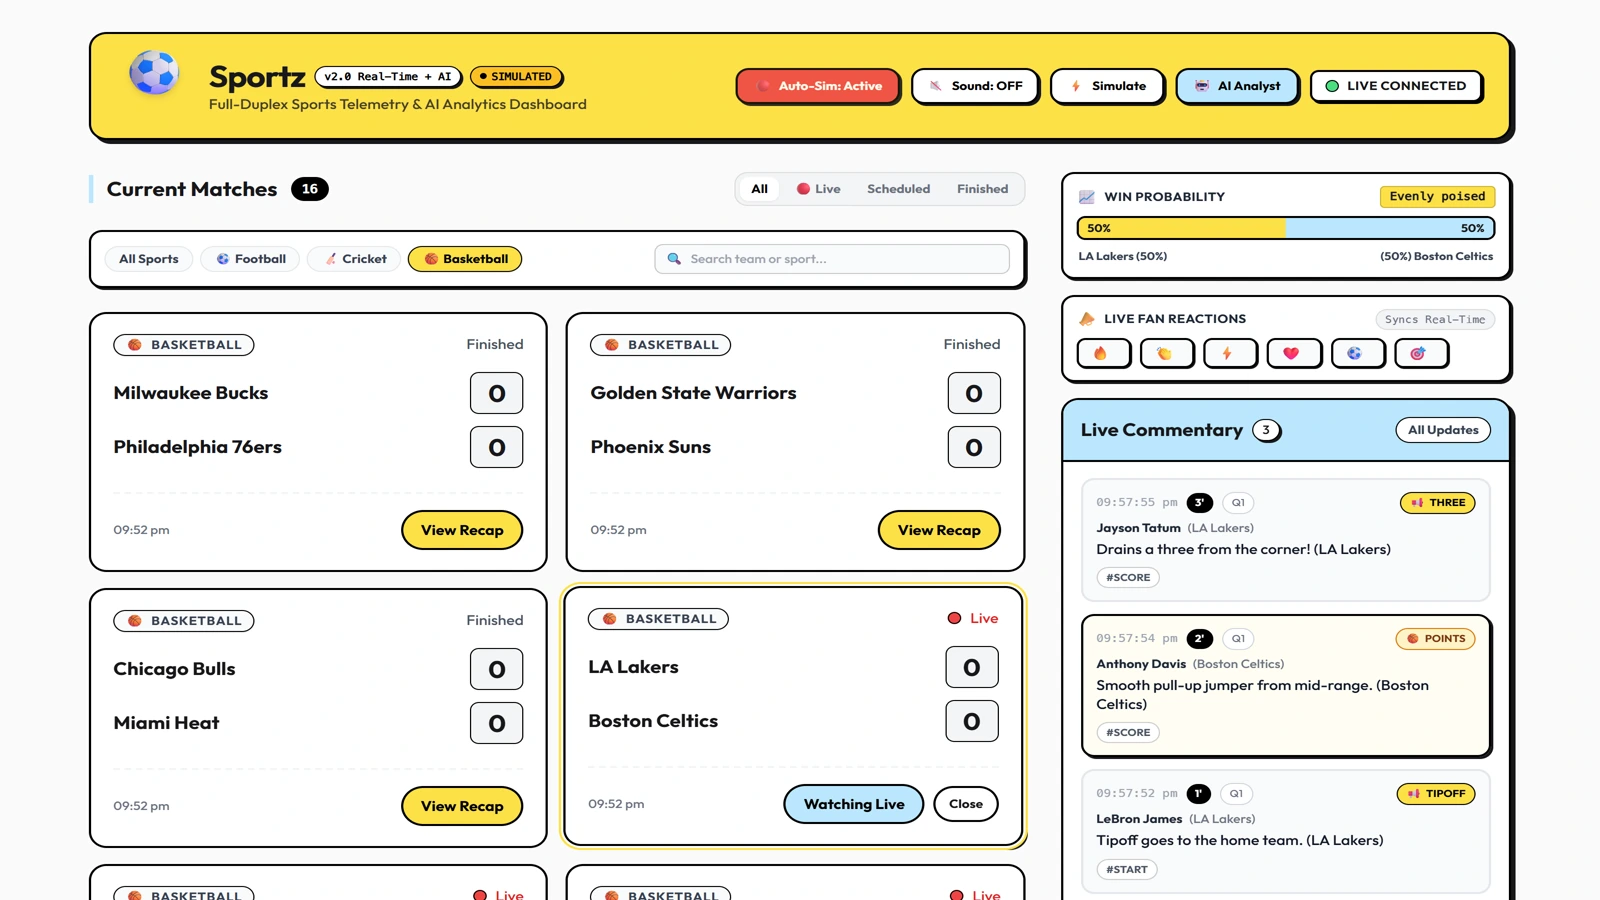 Sportz v2.0 Real-Time + AI SIMULATED
Full-Duplex Sports Telemetry & AI Analytics Dashboard
Auto-Sim: Active
Sound: OFF
Simulate
AI Analyst
LIVE CONNECTED
Current Matches 16
All Live Scheduled Finished
All Sports Football Cricket Basketball
Search team or sport...
BASKETBALL Finished
Milwaukee Bucks 0
Philadelphia 76ers 0
09:52 pm View Recap
BASKETBALL Finished
Golden State Warriors 0
Phoenix Suns 0
09:52 pm View Recap
BASKETBALL Finished
Chicago Bulls 0
Miami Heat 0
09:52 pm View Recap
BASKETBALL Live
LA Lakers 0
Boston Celtics 0
09:52 pm Watching Live Close
BASKETBALL Live
BASKETBALL Live
WIN PROBABILITY Evenly poised
50% 50%
LA Lakers (50%) (50%) Boston Celtics
LIVE FAN REACTIONS Syncs Real-Time
Live Commentary 3 All Updates
09:57:55 pm 3' Q1 THREE
Jayson Tatum (LA Lakers)
Drains a three from the corner! (LA Lakers)
#SCORE
09:57:54 pm 2' Q1 POINTS
Anthony Davis (Boston Celtics)
Smooth pull-up jumper from mid-range. (Boston
Celtics)
#SCORE
09:57:52 pm 1' Q1 TIPOFF
LeBron James (LA Lakers)
Tipoff goes to the home team. (LA Lakers)
#START